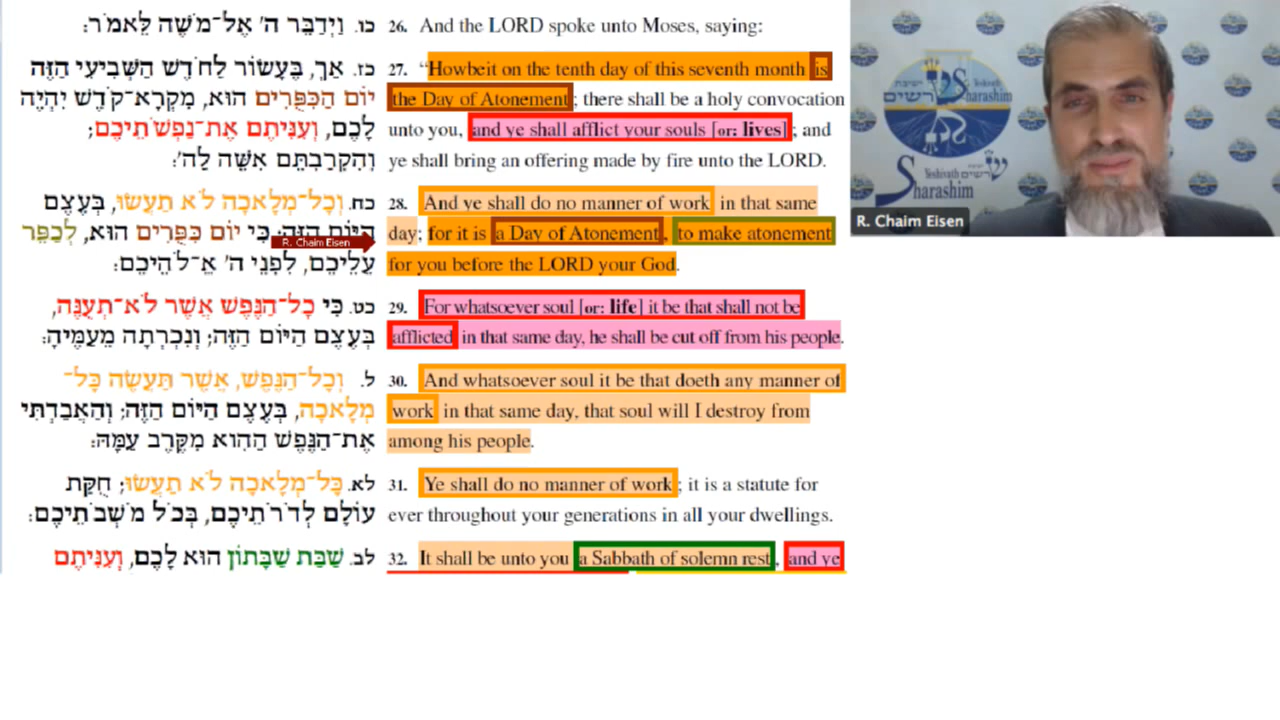 כו. וַיְדַבֵּר ה' אֶל־מֹשֶׁה לֵּאמֹר:
כז. אַךְ, בֶּעָשׂוֹר לַחֹדֶשׁ הַשְּׁבִיעִי הַזֶּה
יוֹם הַכִּפֻּרִים הוּא, מִקְרָא־קֹדֶשׁ יִהְיֶה
לָכֶם, וְעִנִּיתֶם אֶת־נַפְשֹׁתֵיכֶם;
וְהִקְרַבְתֶּם אִשֶּׁה לַה':
כח. וְכָל־מְלָאכָה לֹא תַעֲשׂוּ, בְּעֶצֶם
הַיּוֹם הַזֶּה: כִּי יוֹם כִּפֻּרִים הוּא, לְכַפֵּר
עֲלֵיכֶם, לִפְנֵי ה' אֱ־לֹהֵיכֶם:
כט. כִּי כָל־הַנֶּפֶשׁ אֲשֶׁר לֹא־תְעֻנֶּה,
בְּעֶצֶם הַיּוֹם הַזֶּה; וְנִכְרְתָה מֵעַמֶּיהָ:
ל. וְכָל־הַנֶּפֶשׁ, אֲשֶׁר תַּעֲשֶׂה כָּל־
מְלָאכָה, בְּעֶצֶם הַיּוֹם הַזֶּה; וְהַאֲבַדְתִּי
אֶת־הַנֶּפֶשׁ הַהִוא מִקֶּרֶב עַמָּהּ:
לא. כָּל־מְלָאכָה לֹא תַעֲשׂוּ; חֻקַּת
עוֹלָם לְדֹרֹתֵיכֶם, בְּכֹל מֹשְׁבֹתֵיכֶם:
לב. שַׁבַּת שַׁבָּתוֹן הוּא לָכֶם, וְעִנִּיתֶם
26. And the LORD spoke unto Moses, saying:
27. “Howbeit on the tenth day of this seventh month is
the Day of Atonement; there shall be a holy convocation
unto you, and ye shall afflict your souls [or: lives]; and
ye shall bring an offering made by fire unto the LORD.
28. And ye shall do no manner of work in that same
day; for it is a Day of Atonement, to make atonement
for you before the LORD your God.
29. For whatsoever soul [or: life] it be that shall not be
afflicted in that same day, he shall be cut off from his people.
30. And whatsoever soul it be that doeth any manner of
work in that same day, that soul will I destroy from
among his people.
31. Ye shall do no manner of work; it is a statute for
ever throughout your generations in all your dwellings.
32. It shall be unto you a Sabbath of solemn rest, and ye
R. Chaim Eisen
ישיבת
שרשים
Yeshivath
Sharashim
Yeshivath שרשים
Sharashim
R. Chaim Eisen